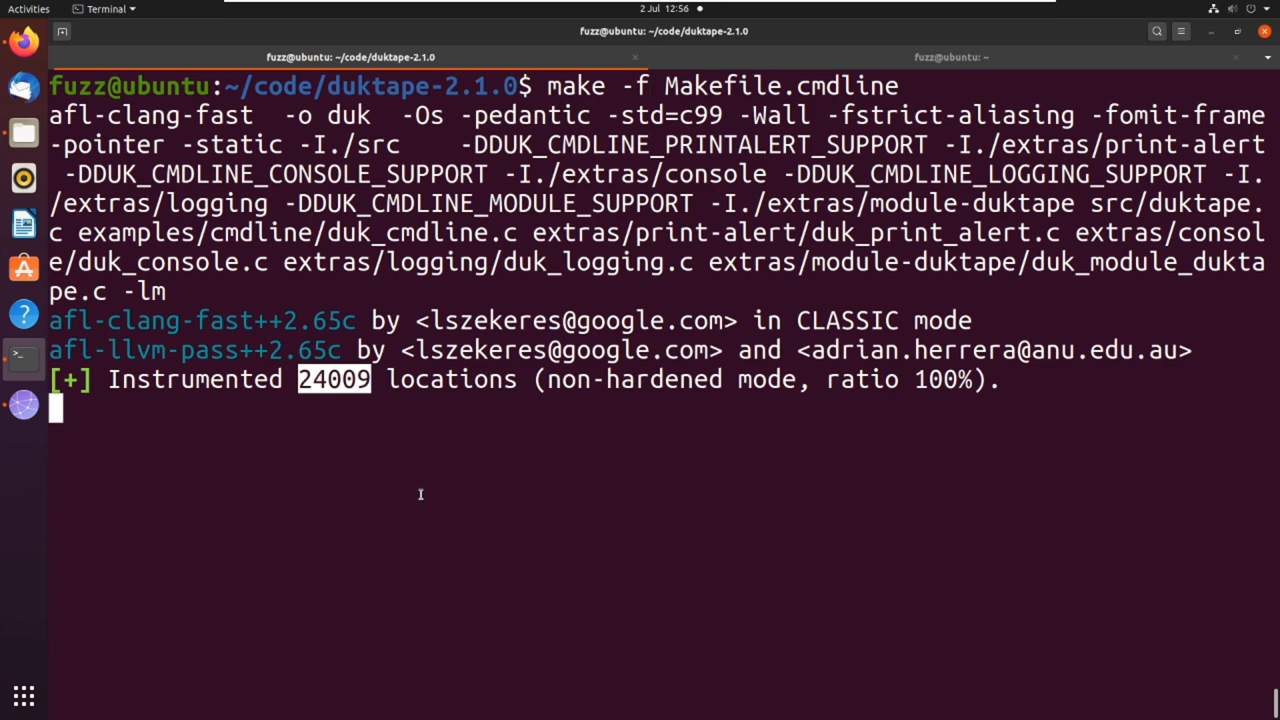 Activities
Terminal
2 Jul 12:56
fuzz@ubuntu: ~/code/duktape-2.1.0
fuzz@ubuntu: ~/code/duktape-2.1.0
fuzz@ubuntu: ~
fuzz@ubuntu:~/code/duktape-2.1.0$ make -f Makefile.cmdline
afl-clang-fast  -o duk  -Os -pedantic -std=c99 -Wall -fstrict-aliasing -fomit-frame
-pointer -static -I./src    -DDUK_CMDLINE_PRINTALERT_SUPPORT -I./extras/print-alert
 -DDUK_CMDLINE_CONSOLE_SUPPORT -I./extras/console -DDUK_CMDLINE_LOGGING_SUPPORT -I.
/extras/logging -DDUK_CMDLINE_MODULE_SUPPORT -I./extras/module-duktape src/duktape.
c examples/cmdline/duk_cmdline.c extras/print-alert/duk_print_alert.c extras/consol
e/duk_console.c extras/logging/duk_logging.c extras/module-duktape/duk_module_dukta
pe.c -lm
afl-clang-fast++2.65c by <lszekeres@google.com> in CLASSIC mode
afl-llvm-pass++2.65c by <lszekeres@google.com> and <adrian.herrera@anu.edu.au>
[+] Instrumented 24009 locations (non-hardened mode, ratio 100%).